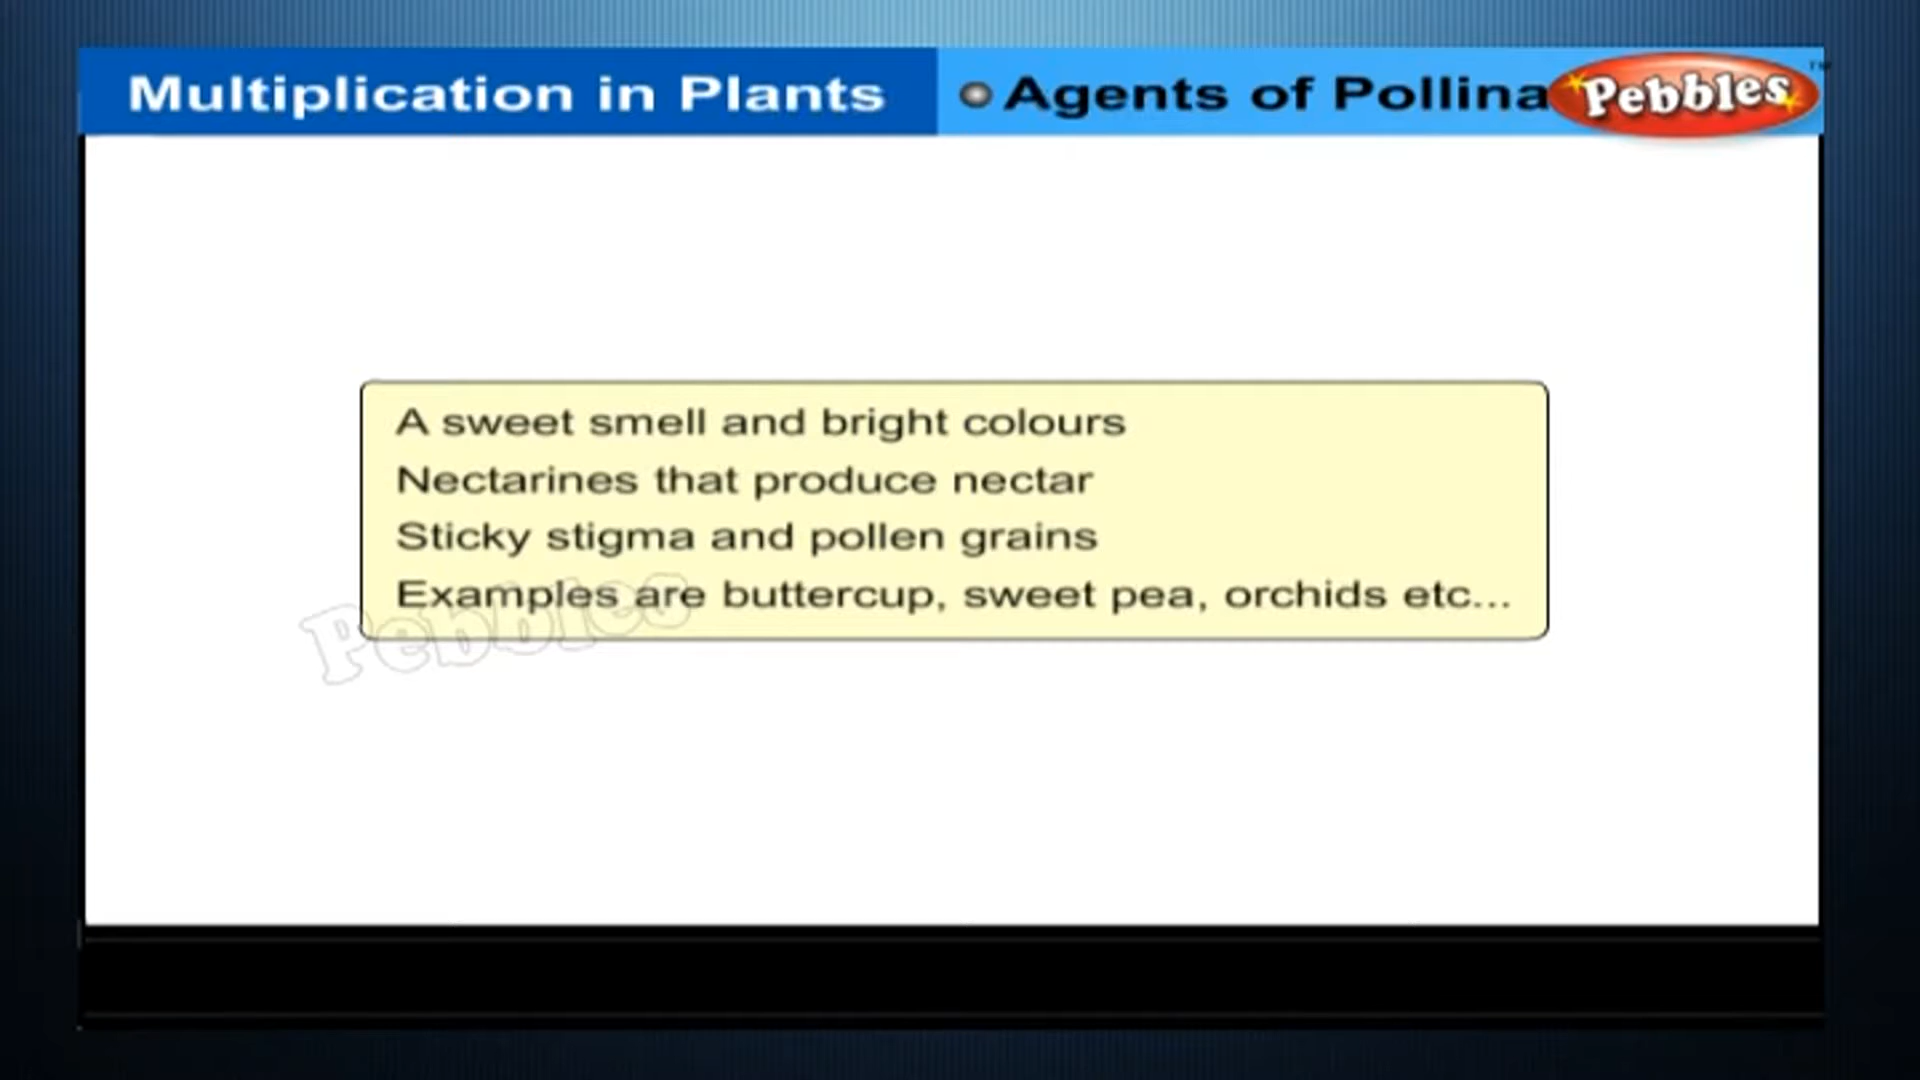 Multiplication in Plants
Agents of Pollina
Pebbles
TM
A sweet smell and bright colours
Nectarines that produce nectar
Sticky stigma and pollen grains
Examples are buttercup, sweet pea, orchids etc...
Pebbles